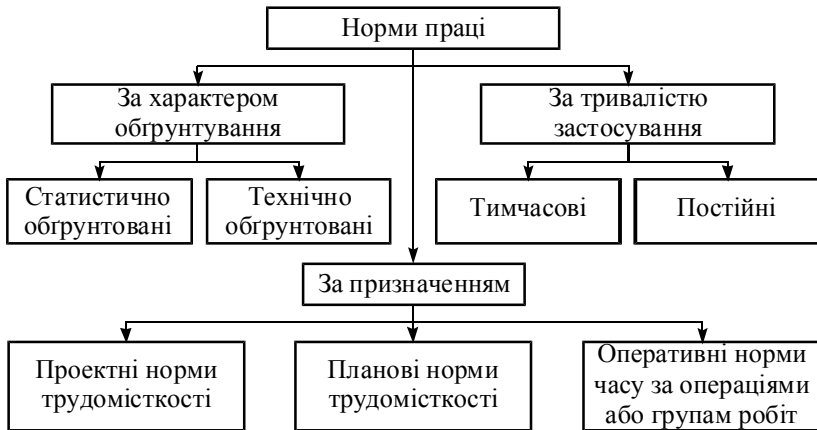 Норми праці
За характером
обґрунтування
За тривалістю
застосування
Статистично
обґрунтовані
Технічно
обґрунтовані
Тимчасові
Постійні
За призначенням
Проектні норми
трудомісткості
Планові норми
трудомісткості
Оперативні норми
часу за операціями
або групам робіт